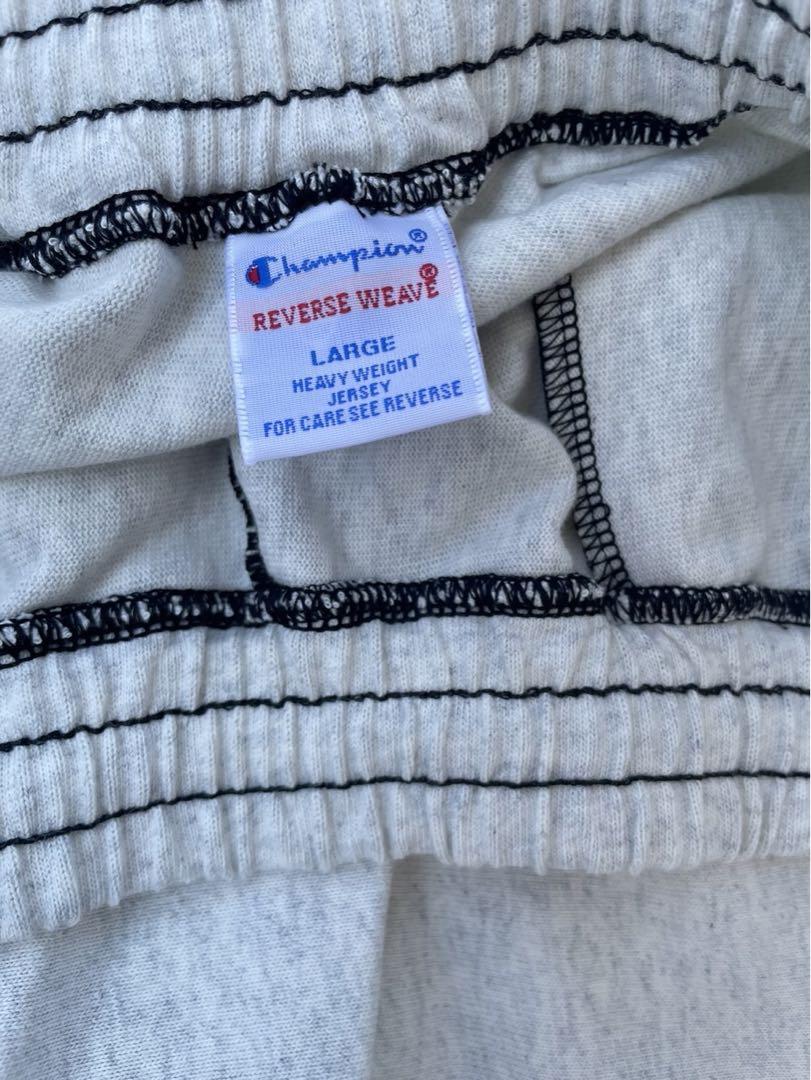 Champion®
REVERSE WEAVE®
LARGE
HEAVY WEIGHT
JERSEY
FOR CARE SEE REVERSE